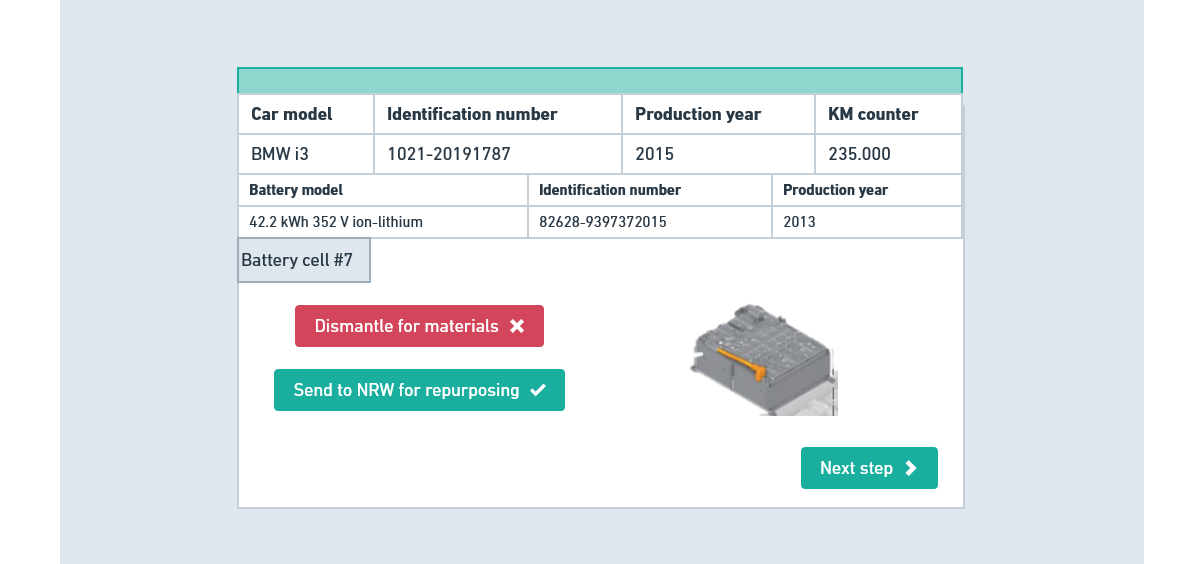 Car model Identification number Production year KM counter
BMW i3 1021-20191787 2015 235.000
Battery model Identification number Production year
42.2 kWh 352 V ion-lithium 82628-9397372015 2013
Battery cell #7
Dismantle for materials
Send to NRW for repurposing
Next step